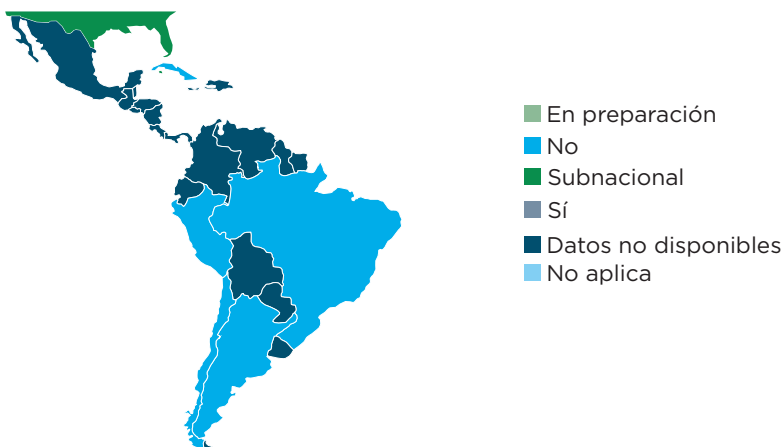 En preparación
No
Subnacional
Sí
Datos no disponibles
No aplica